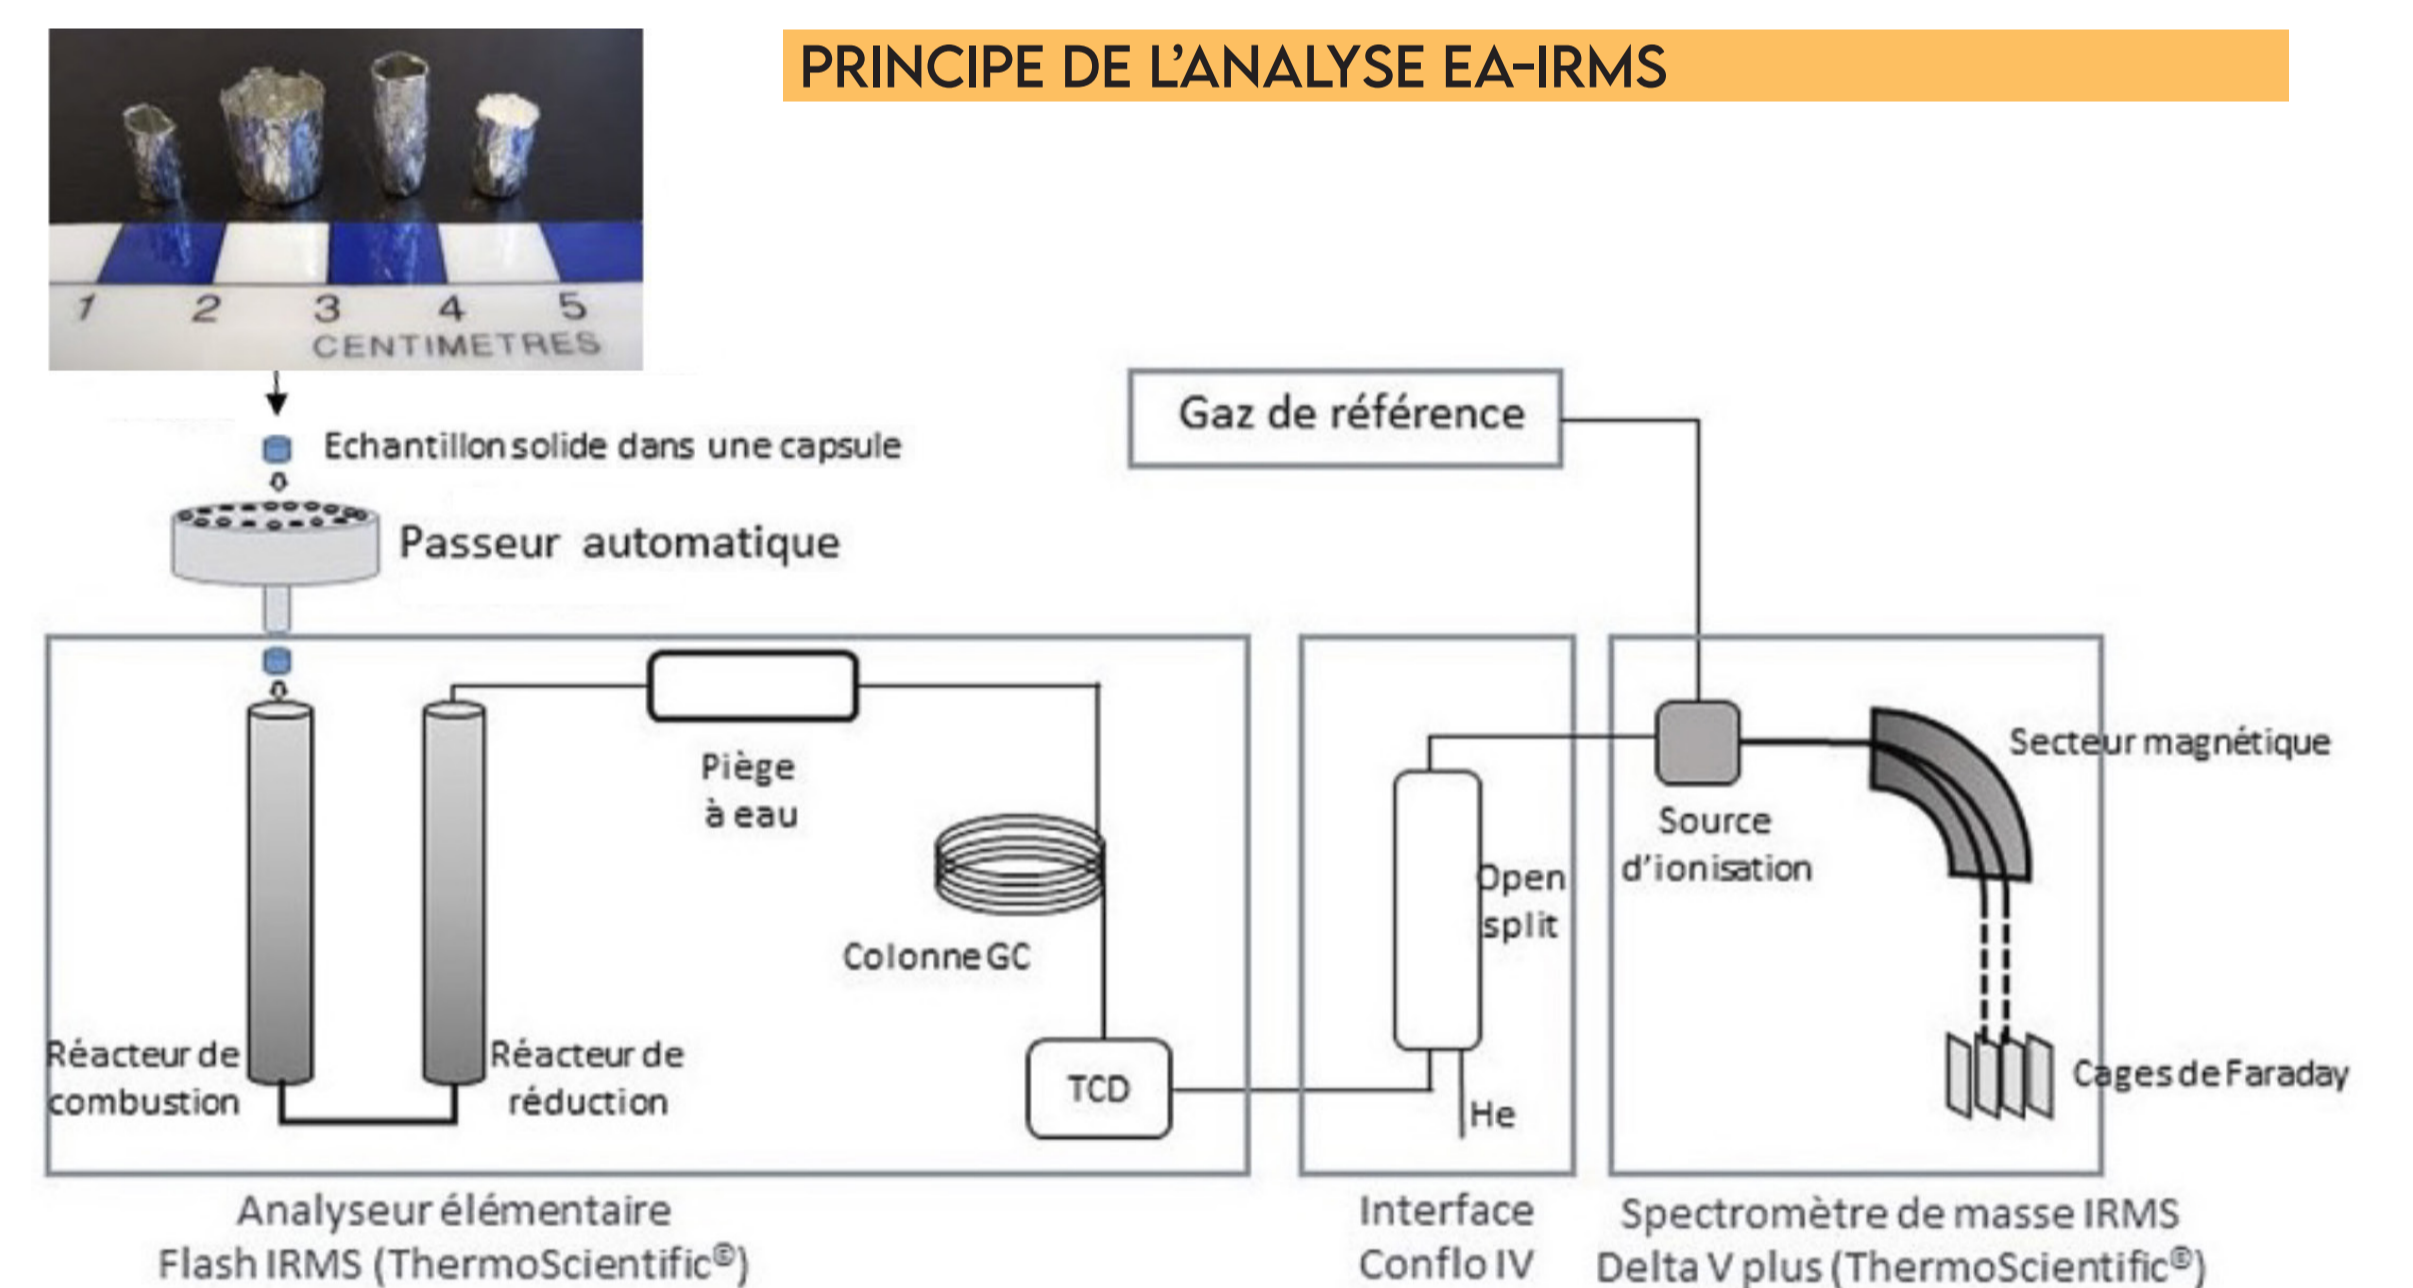 PRINCIPE DE L'ANALYSE EA-IRMS
1 2 3 4 5
CENTIMETRES
Echantillon solide dans une capsule
Passeur automatique
Gaz de référence
Piège
à eau
Colonne GC
Réacteur de
combustion
Réacteur de
réduction
TCD
Open
split
He
Source
d'ionisation
Secteur magnétique
Cages de Faraday
Analyseur élémentaire
Flash IRMS (ThermoScientific©)
Interface
Conflo IV
Spectromètre de masse IRMS
Delta V plus (ThermoScientific©)